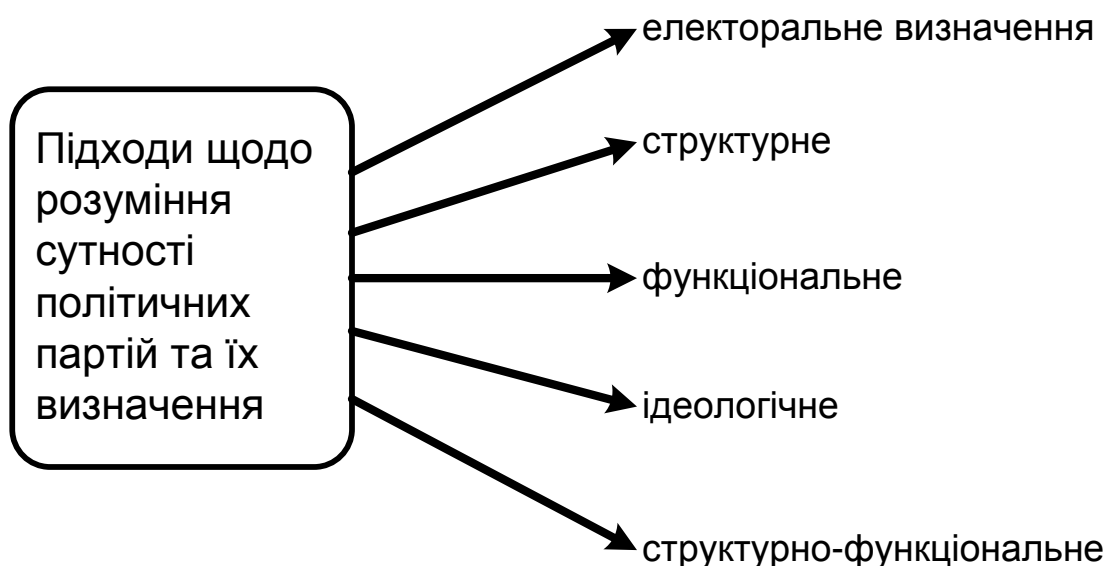 Підходи щодо
розуміння
сутності
політичних
партій та їх
визначення
електоральне визначення
структурне
функціональне
ідеологічне
структурно-функціональне